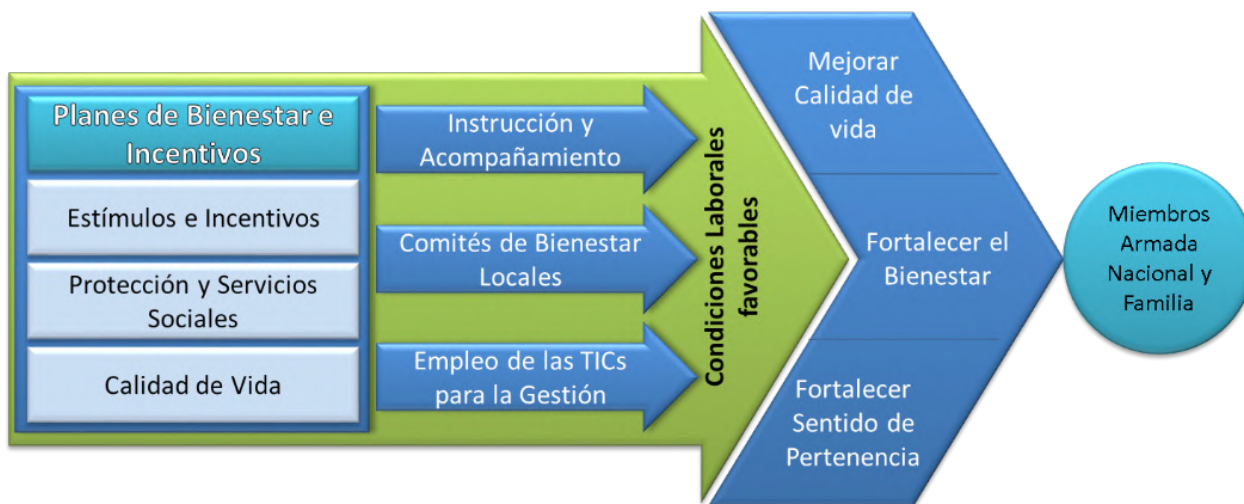 Planes de Bienestar e
Incentivos
Estímulos e Incentivos
Protección y Servicios
Sociales
Calidad de Vida
Instrucción y
Acompañamiento
Comités de Bienestar
Locales
Empleo de las TICs
para la Gestión
Condiciones Laborales
favorables
Mejorar
Calidad de
vida
Fortalecer el
Bienestar
Fortalecer
Sentido de
Pertenencia
Miembros
Armada
Nacional y
Familia